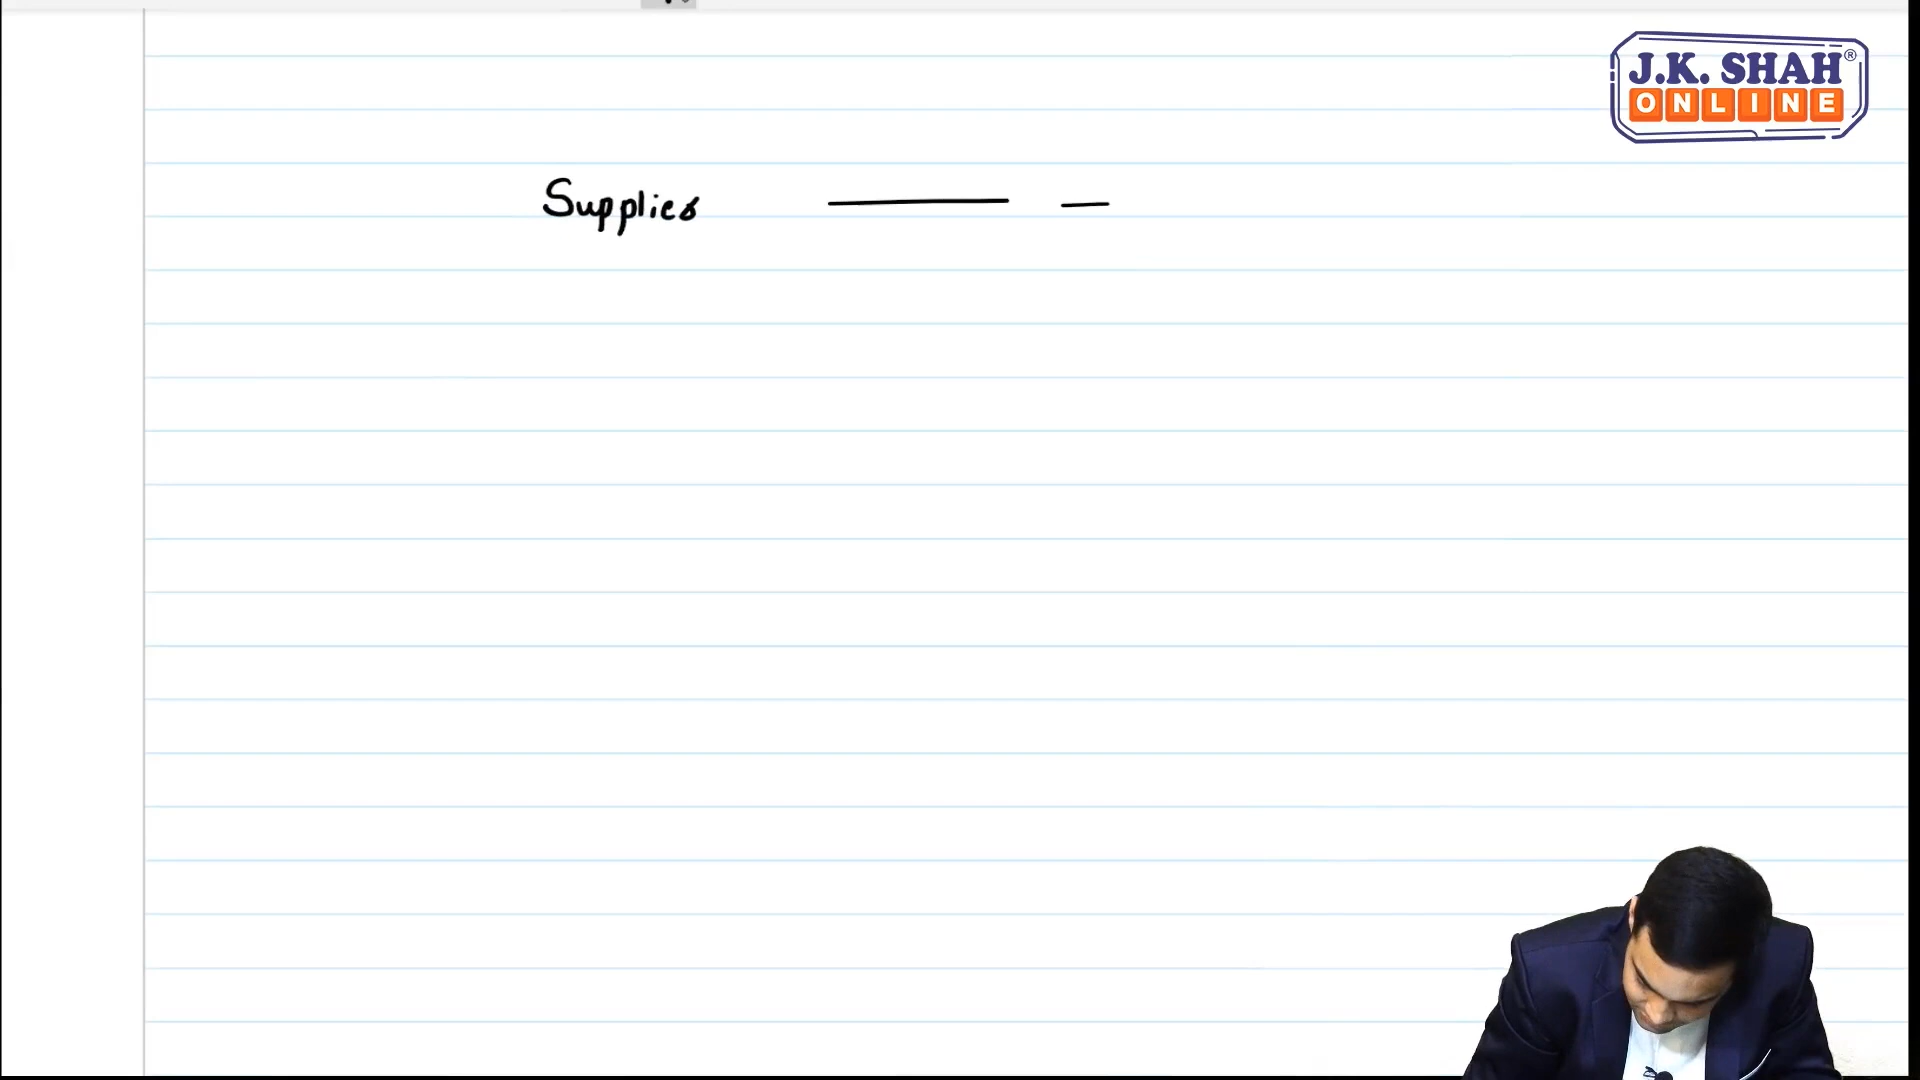 J.K. SHAH®
ONLINE
Supplies — —